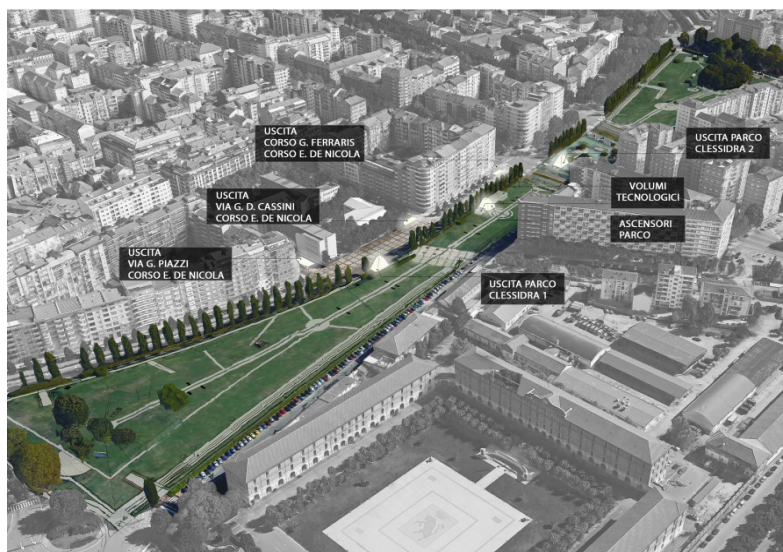 USCITA
CORSO G. FERRARIS
CORSO E. DE NICOLA
USCITA PARCO
CLESSIDRA 2
VOLUMI
TECNOLOGICI
USCITA
VIA G. D. CASSINI
CORSO E. DE NICOLA
ASCENSORI
PARCO
USCITA
VIA G. PIAZZI
CORSO E. DE NICOLA
USCITA PARCO
CLESSIDRA 1